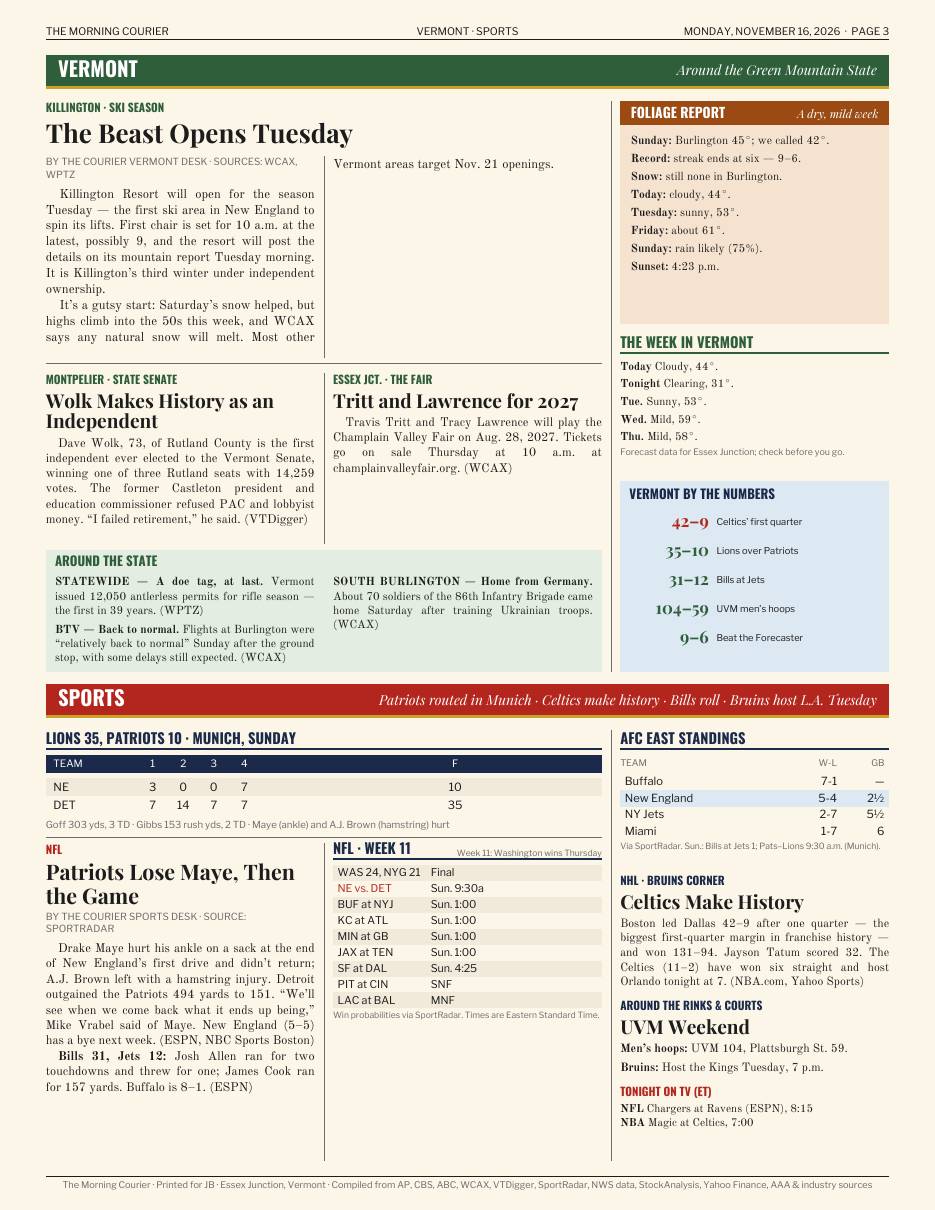 THE MORNING COURIER
VERMONT · SPORTS
MONDAY, NOVEMBER 16, 2026 · PAGE 3
VERMONT
Around the Green Mountain State
KILLINGTON · SKI SEASON
The Beast Opens Tuesday
BY THE COURIER VERMONT DESK · SOURCES: WCAX,
WPTZ
Killington Resort will open for the season
Tuesday — the first ski area in New England to
spin its lifts. First chair is set for 10 a.m. at the
latest, possibly 9, and the resort will post the
details on its mountain report Tuesday morning.
It is Killington’s third winter under independent
ownership.
It’s a gutsy start: Saturday’s snow helped, but
highs climb into the 50s this week, and WCAX
says any natural snow will melt. Most other
Vermont areas target Nov. 21 openings.
MONTPELIER · STATE SENATE
Wolk Makes History as an
Independent
Dave Wolk, 73, of Rutland County is the first
independent ever elected to the Vermont Senate,
winning one of three Rutland seats with 14,259
votes. The former Castleton president and
education commissioner refused PAC and lobbyist
money. “I failed retirement,” he said. (VTDigger)
ESSEX JCT. · THE FAIR
Tritt and Lawrence for 2027
Travis Tritt and Tracy Lawrence will play the
Champlain Valley Fair on Aug. 28, 2027. Tickets
go on sale Thursday at 10 a.m. at
champlainvalleyfair.org. (WCAX)
AROUND THE STATE
STATEWIDE — A doe tag, at last. Vermont
issued 12,050 antlerless permits for rifle season —
the first in 39 years. (WPTZ)
BTV — Back to normal. Flights at Burlington were
“relatively back to normal” Sunday after the ground
stop, with some delays still expected. (WCAX)
SOUTH BURLINGTON — Home from Germany.
About 70 soldiers of the 86th Infantry Brigade came
home Saturday after training Ukrainian troops.
(WCAX)
FOLIAGE REPORT
A dry, mild week
Sunday: Burlington 45°; we called 42°.
Record: streak ends at six — 9–6.
Snow: still none in Burlington.
Today: cloudy, 44°.
Tuesday: sunny, 53°.
Friday: about 61°.
Sunday: rain likely (75%).
Sunset: 4:23 p.m.
THE WEEK IN VERMONT
Today Cloudy, 44°.
Tonight Clearing, 31°.
Tue. Sunny, 53°.
Wed. Mild, 59°.
Thu. Mild, 58°.
Forecast data for Essex Junction; check before you go.
VERMONT BY THE NUMBERS
42–9 Celtics’ first quarter
35–10 Lions over Patriots
31–12 Bills at Jets
104–59 UVM men’s hoops
9–6 Beat the Forecaster
SPORTS
Patriots routed in Munich · Celtics make history · Bills roll · Bruins host L.A. Tuesday
LIONS 35, PATRIOTS 10 · MUNICH, SUNDAY
TEAM 1 2 3 4 F
NE 3 0 0 7 10
DET 7 14 7 7 35
Goff 303 yds, 3 TD · Gibbs 153 rush yds, 2 TD · Maye (ankle) and A.J. Brown (hamstring) hurt
NFL
Patriots Lose Maye, Then
the Game
BY THE COURIER SPORTS DESK · SOURCE:
SPORTRADAR
Drake Maye hurt his ankle on a sack at the end
of New England’s first drive and didn’t return;
A.J. Brown left with a hamstring injury. Detroit
outgained the Patriots 494 yards to 151. “We’ll
see when we come back what it ends up being,”
Mike Vrabel said of Maye. New England (5–5)
has a bye next week. (ESPN, NBC Sports Boston)
Bills 31, Jets 12: Josh Allen ran for two
touchdowns and threw for one; James Cook ran
for 157 yards. Buffalo is 8–1. (ESPN)
NFL · WEEK 11
Week 11: Washington wins Thursday
WAS 24, NYG 21 Final
NE vs. DET Sun. 9:30a
BUF at NYJ Sun. 1:00
KC at ATL Sun. 1:00
MIN at GB Sun. 1:00
JAX at TEN Sun. 1:00
SF at DAL Sun. 4:25
PIT at CIN SNF
LAC at BAL MNF
Win probabilities via SportRadar. Times are Eastern Standard Time.
AFC EAST STANDINGS
TEAM W-L GB
Buffalo 7-1 —
New England 5-4 2½
NY Jets 2-7 5½
Miami 1-7 6
Via SportRadar. Sun.: Bills at Jets 1; Pats–Lions 9:30 a.m. (Munich).
NHL · BRUINS CORNER
Celtics Make History
Boston led Dallas 42–9 after one quarter — the
biggest first-quarter margin in franchise history —
and won 131–94. Jayson Tatum scored 32. The
Celtics (11–2) have won six straight and host
Orlando tonight at 7. (NBA.com, Yahoo Sports)
AROUND THE RINKS & COURTS
UVM Weekend
Men’s hoops: UVM 104, Plattsburgh St. 59.
Bruins: Host the Kings Tuesday, 7 p.m.
TONIGHT ON TV (ET)
NFL Chargers at Ravens (ESPN), 8:15
NBA Magic at Celtics, 7:00
The Morning Courier · Printed for JB · Essex Junction, Vermont · Compiled from AP, CBS, ABC, WCAX, VTDigger, SportRadar, NWS data, StockAnalysis, Yahoo Finance, AAA & industry sources